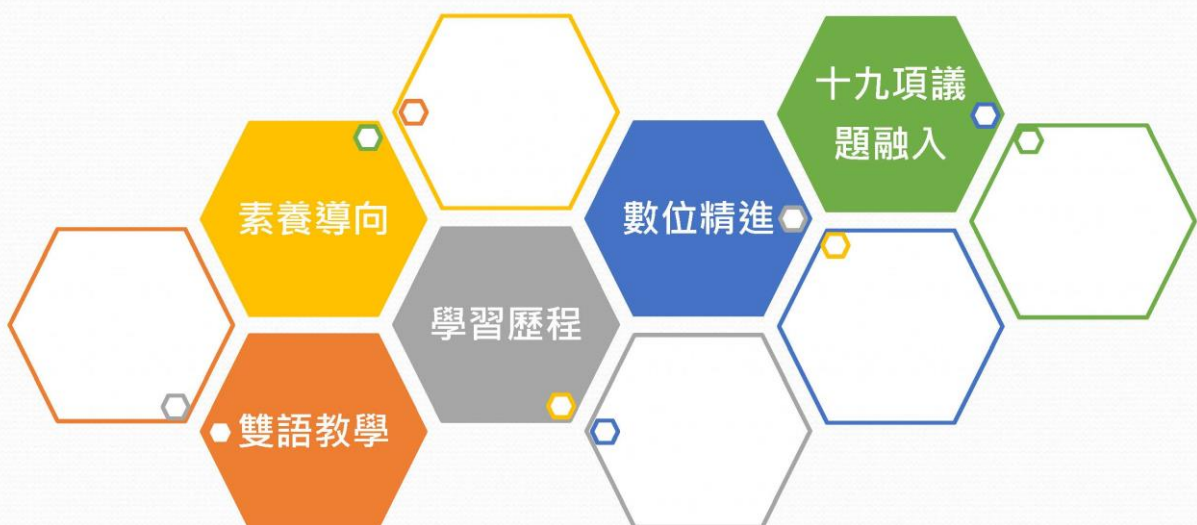 十九項議
題融入
素養導向
數位精進
學習歷程
雙語教學